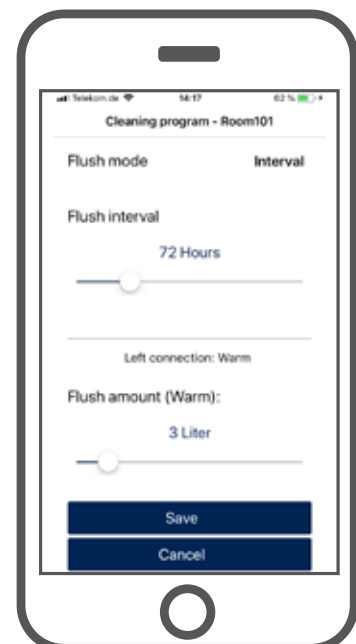 Telekom.de 14:17 62 %
Cleaning program - Room101
Flush mode Interval
Flush interval
72 Hours
Left connection: Warm
Flush amount (Warm):
3 Liter
Save
Cancel